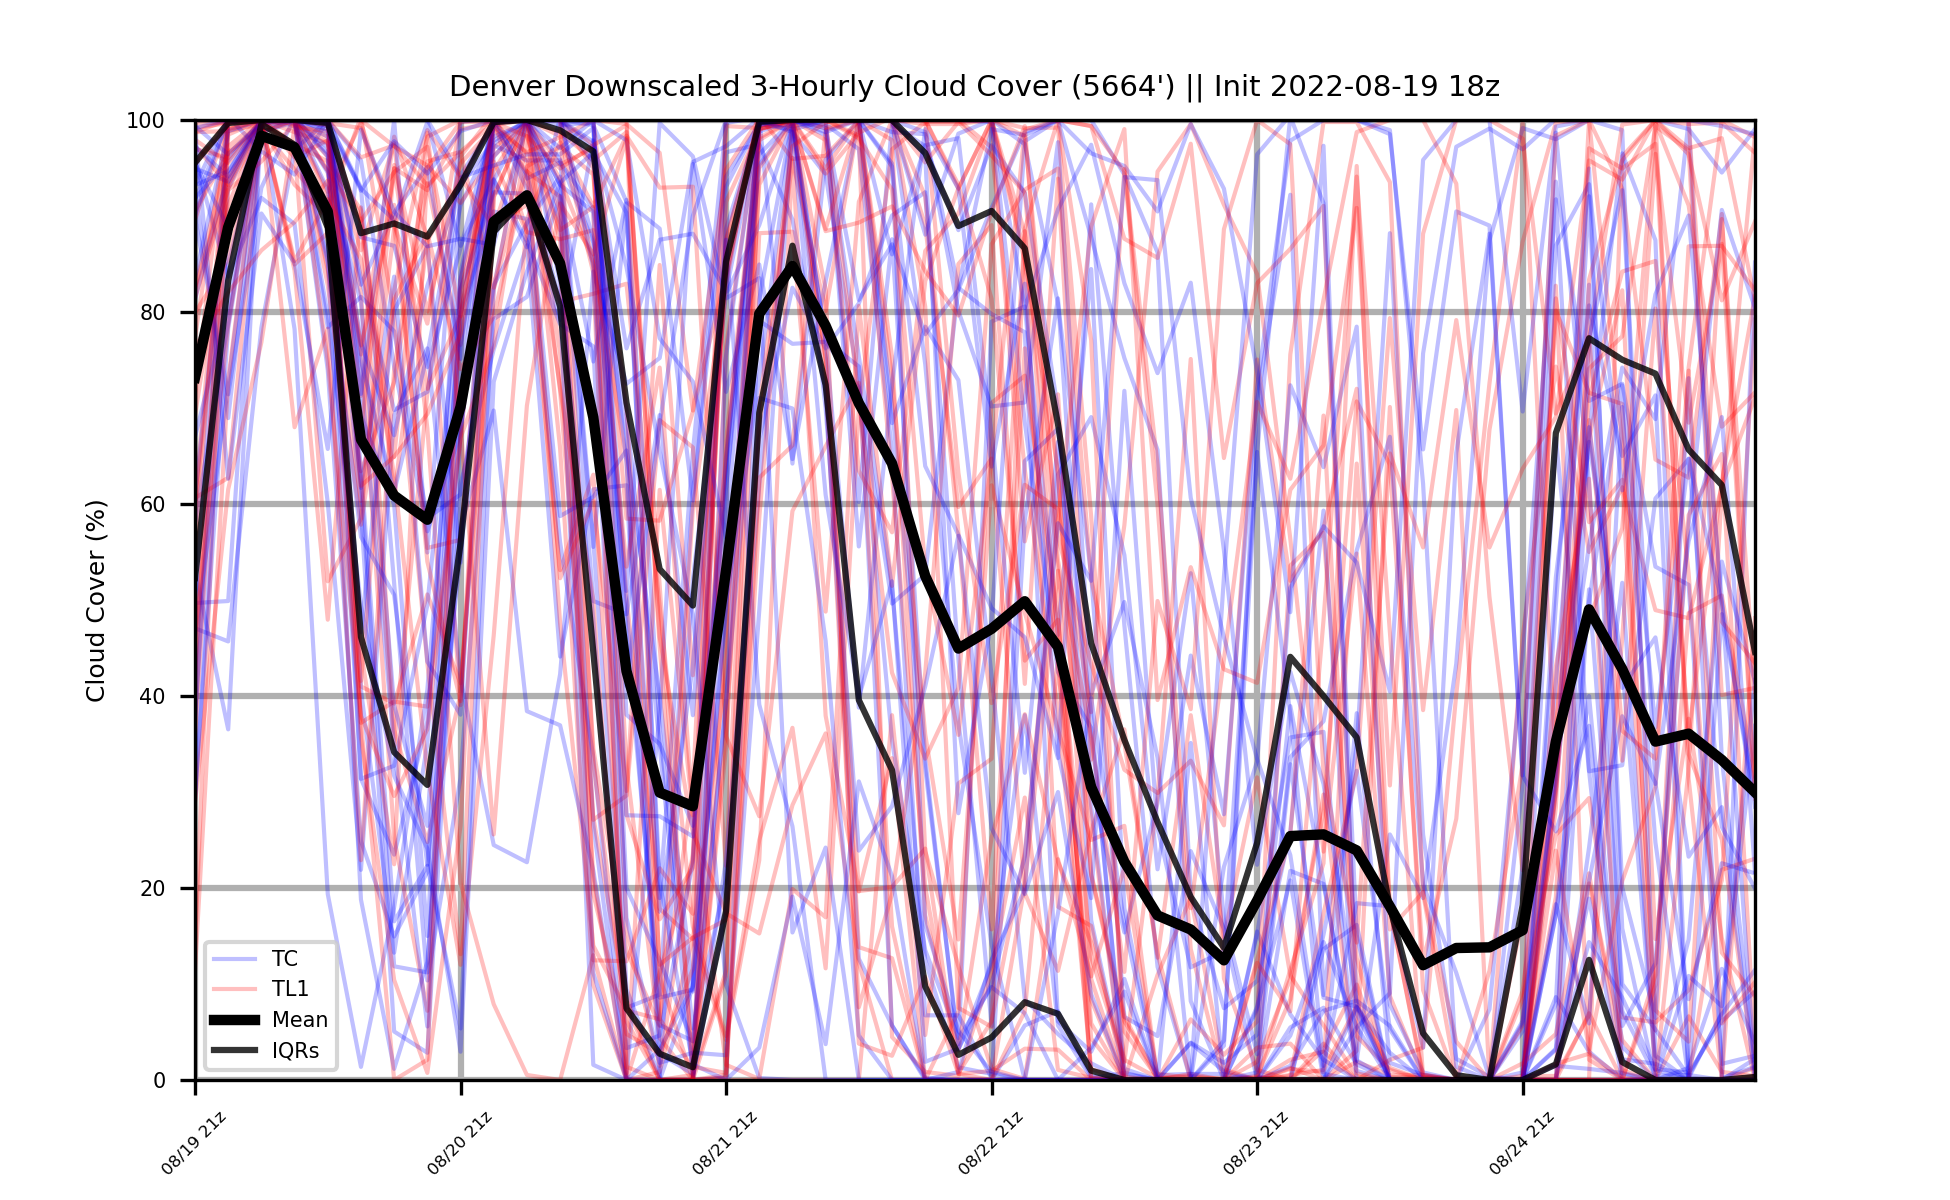 Denver Downscaled 3-Hourly Cloud Cover (5664') || Init 2022-08-19 18z
Cloud Cover (%)
100
80
60
40
20
0
TC
TL1
Mean
IQRs
08/19 21z
08/20 21z
08/21 21z
08/22 21z
08/23 21z
08/24 21z